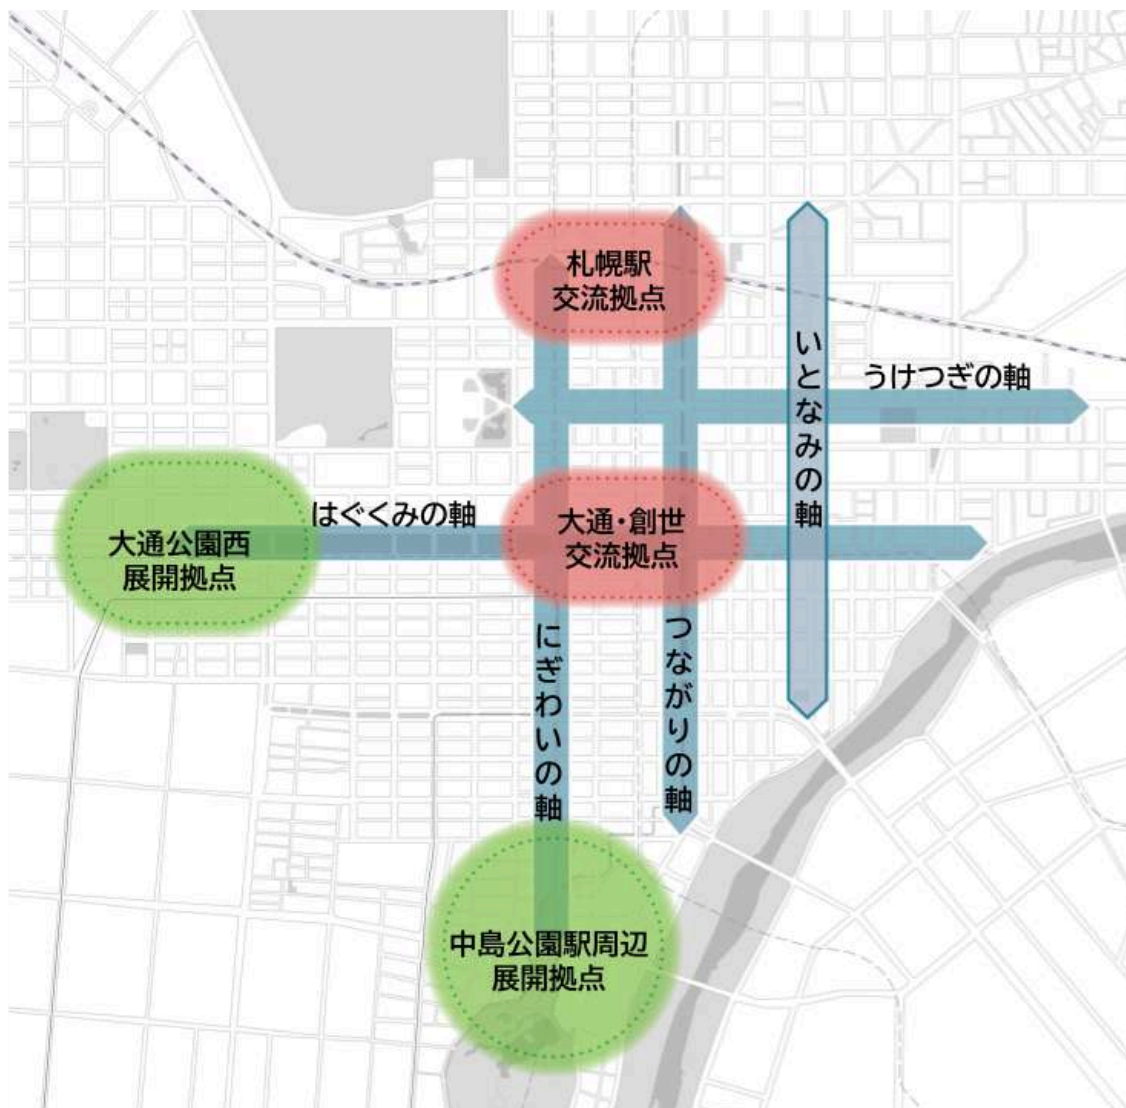 札幌駅
交流拠点
いとなみの軸
うけつぎの軸
はぐくみの軸
大通・創世
交流拠点
大通公園西
展開拠点
にぎわいの軸
つながりの軸
中島公園駅周辺
展開拠点